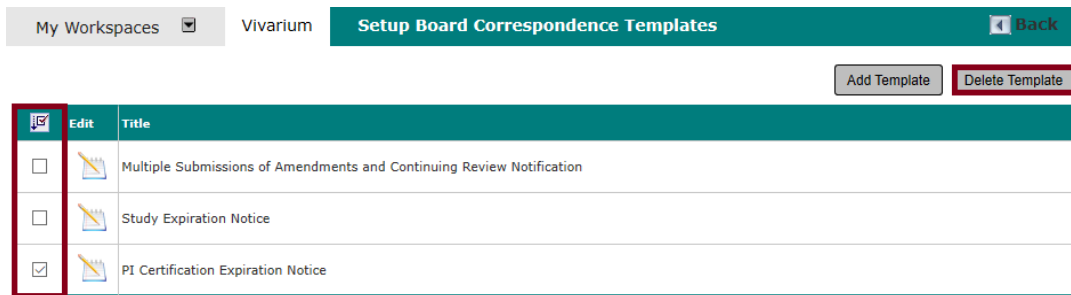 My Workspaces Vivarium Setup Board Correspondence Templates Back
Add Template Delete Template
Edit Title
Multiple Submissions of Amendments and Continuing Review Notification
Study Expiration Notice
PI Certification Expiration Notice